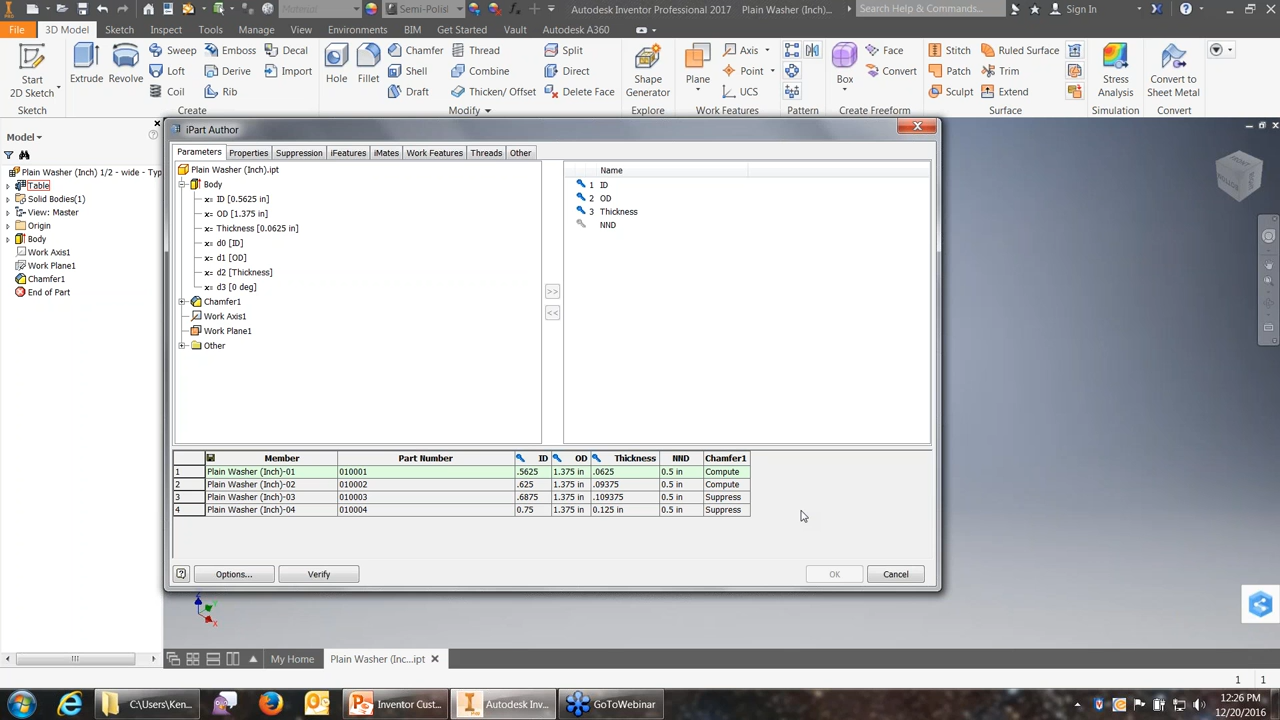 Material
Semi-Polish
Autodesk Inventor Professional 2017 Plain Washer (Inch)...
Search Help & Commands...
Sign In
File 3D Model Sketch Inspect Tools Manage View Environments BIM Get Started Vault Autodesk A360
Sweep Emboss Decal Chamfer Thread Split Axis Face Stitch Ruled Surface
Start 2D Sketch Extrude Revolve Loft Derive Import Hole Fillet Shell Combine Direct Shape Generator Plane Point Box Convert Patch Trim Stress Analysis Convert to Sheet Metal
Coil Rib Draft Thicken/ Offset Delete Face UCS Sculpt Extend
Sketch Create Modify Explore Work Features Pattern Create Freeform Surface Simulation Convert
Model
Plain Washer (Inch) 1/2 - wide - Typ
Table
Solid Bodies(1)
View: Master
Origin
Body
Work Axis1
Work Plane1
Chamfer1
End of Part
iPart Author
Parameters Properties Suppression iFeatures iMates Work Features Threads Other
Plain Washer (Inch).ipt
Body
x= ID [0.5625 in]
x= OD [1.375 in]
x= Thickness [0.0625 in]
x= d0 [ID]
x= d1 [OD]
x= d2 [Thickness]
x= d3 [0 deg]
Chamfer1
Work Axis1
Work Plane1
Other
>>
<<
Name
1 ID
2 OD
3 Thickness
NND
Member Part Number ID OD Thickness NND Chamfer1
1 Plain Washer (Inch)-01 010001 .5625 1.375 in .0625 0.5 in Compute
2 Plain Washer (Inch)-02 010002 .625 1.375 in .09375 0.5 in Compute
3 Plain Washer (Inch)-03 010003 .6875 1.375 in .109375 0.5 in Suppress
4 Plain Washer (Inch)-04 010004 0.75 1.375 in 0.125 in 0.5 in Suppress
Options... Verify OK Cancel
My Home Plain Washer (Inc...ipt
1 1
C:\Users\Ken... Inventor Cust... Autodesk Inv... GoToWebinar
12:26 PM
12/20/2016